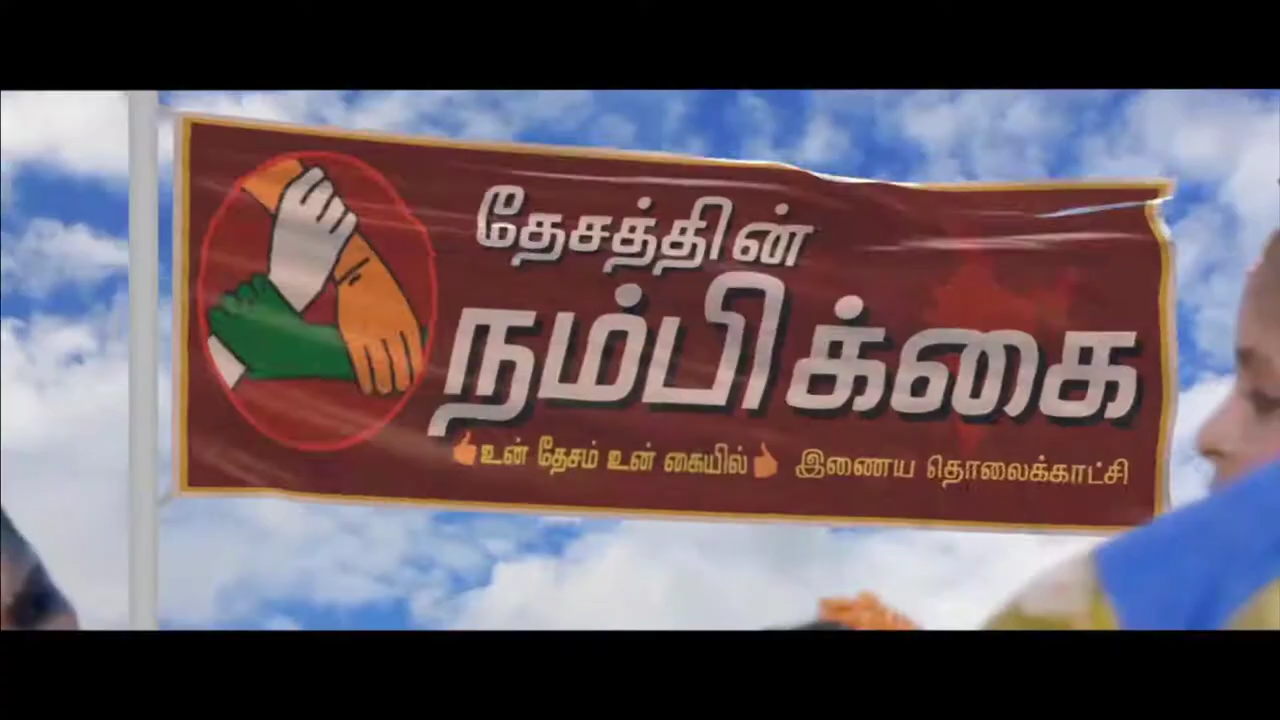 தேசத்தின்
நம்பிக்கை
உன் தேசம் உன் கையில் இணைய தொலைக்காட்சி